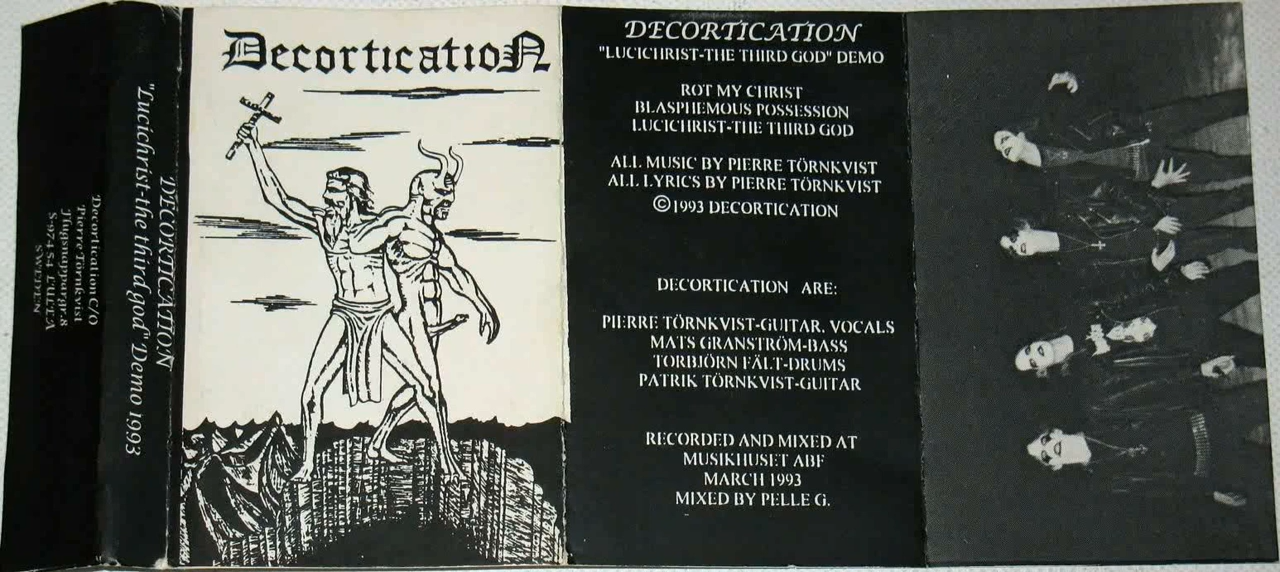 Decortication C/O
Pierre Törnkvist
S-974 54 LULEÅ
SWEDEN
DECORTICATION
"Lucichrist-the third god" Demo 1993
Decortication
DECORTICATION
"LUCICHRIST-THE THIRD GOD" DEMO
ROT MY CHRIST
BLASPHEMOUS POSSESSION
LUCICHRIST-THE THIRD GOD
ALL MUSIC BY PIERRE TÖRNKVIST
ALL LYRICS BY PIERRE TÖRNKVIST
©1993 DECORTICATION
DECORTICATION ARE:
PIERRE TÖRNKVIST-GUITAR, VOCALS
MATS GRANSTRÖM-BASS
TORBJÖRN FÄLT-DRUMS
PATRIK TÖRNKVIST-GUITAR
RECORDED AND MIXED AT
MUSIKHUSET ABF
MARCH 1993
MIXED BY PELLE G.